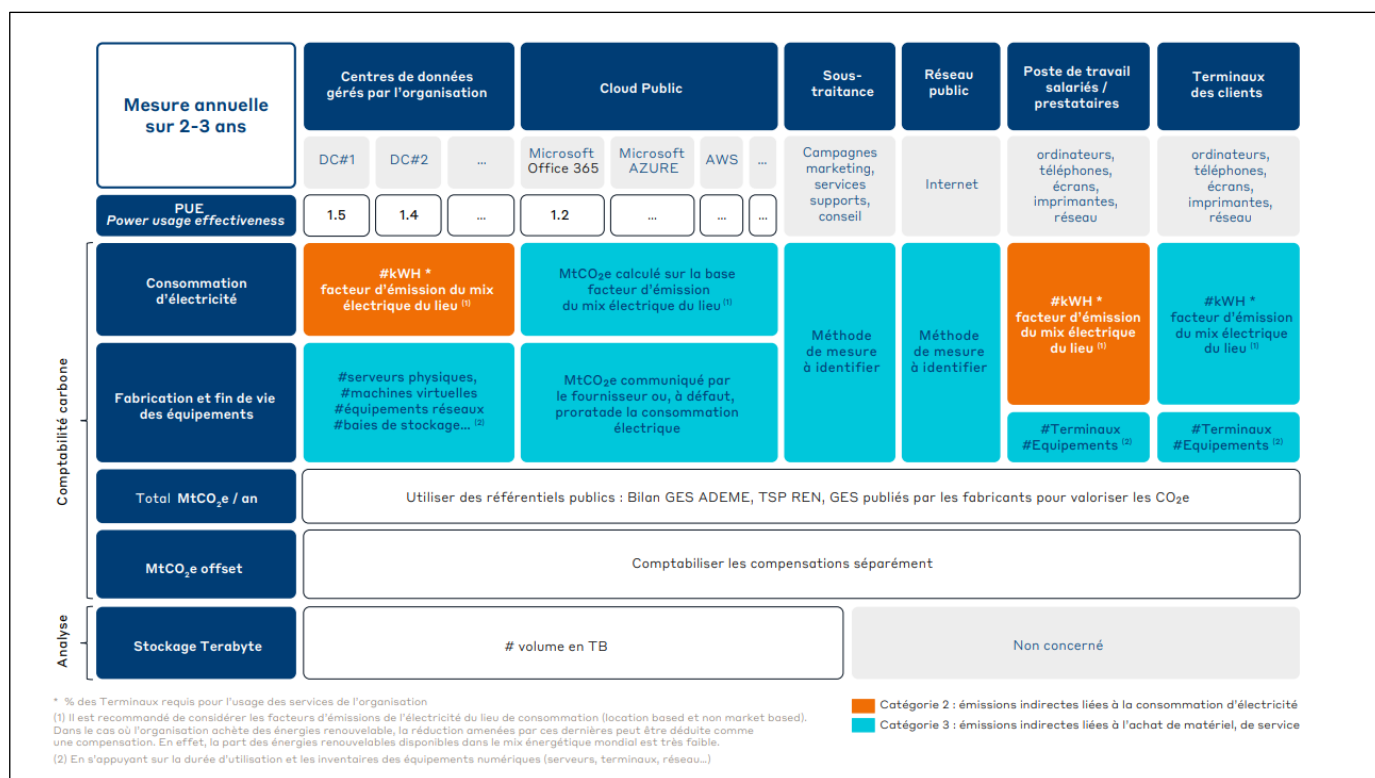 Mesure annuelle
sur 2-3 ans
Centres de données
gérés par l'organisation
Cloud Public
Sous-
traitance
Réseau
public
Poste de travail
salariés /
prestataires
Terminaux
des clients
DC#1
DC#2
...
Microsoft
Office 365
Microsoft
AZURE
AWS
...
Campagnes
marketing,
services
supports,
conseil
Internet
ordinateurs,
téléphones,
écrans,
imprimantes,
réseau
ordinateurs,
téléphones,
écrans,
imprimantes,
réseau
PUE
Power usage effectiveness
1.5
1.4
...
1.2
...
...
...
Comptabilité carbone
Consommation
d'électricité
#kWH *
facteur d'émission du mix
électrique du lieu (1)
MtCO₂e calculé sur la base
facteur d'émission
du mix électrique du lieu (1)
Méthode
de mesure
à identifier
Méthode
de mesure
à identifier
#kWH *
facteur d'émission
du mix électrique
du lieu (1)
#kWH *
facteur d'émission
du mix électrique
du lieu (1)
Fabrication et fin de vie
des équipements
#serveurs physiques,
#machines virtuelles
#équipements réseaux
#baies de stockage... (2)
MtCO₂e communiqué par
le fournisseur ou, à défaut,
proratade la consommation
électrique
#Terminaux
#Equipements (2)
#Terminaux
#Equipements (2)
Total MtCO₂e / an
Utiliser des référentiels publics : Bilan GES ADEME, TSP REN, GES publiés par les fabricants pour valoriser les CO₂e
MtCO₂e offset
Comptabiliser les compensations séparément
Analyse
Stockage Terabyte
# volume en TB
Non concerné
* % des Terminaux requis pour l'usage des services de l'organisation
(1) Il est recommandé de considérer les facteurs d'émissions de l'électricité du lieu de consommation (location based et non market based).
Dans le cas où l'organisation achète des énergies renouvelable, la réduction amenées par ces dernières peut être déduite comme
une compensation. En effet, la part des énergies renouvelables disponibles dans le mix énergétique mondial est très faible.
(2) En s'appuyant sur la durée d'utilisation et les inventaires des équipements numériques (serveurs, terminaux, réseau...)
Catégorie 2 : émissions indirectes liées à la consommation d'électricité
Catégorie 3 : émissions indirectes liées à l'achat de matériel, de service